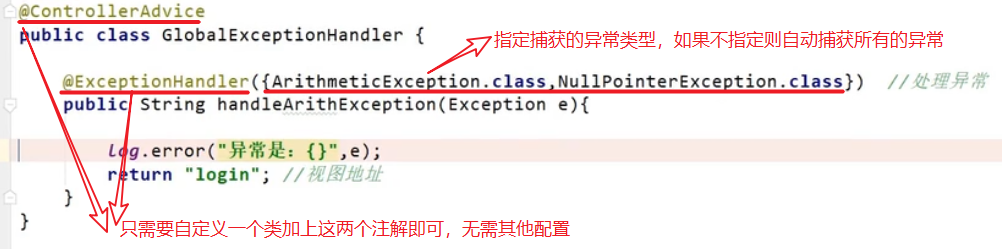 @ControllerAdvice
public class GlobalExceptionHandler {
指定捕获的异常类型，如果不指定则自动捕获所有的异常
@ExceptionHandler({ArithmeticException.class,NullPointerException.class}) //处理异常
public String handleArithException(Exception e){
log.error("异常是：{}",e);
return "login"; //视图地址
}
只需要自定义一个类加上这两个注解即可，无需其他配置
}